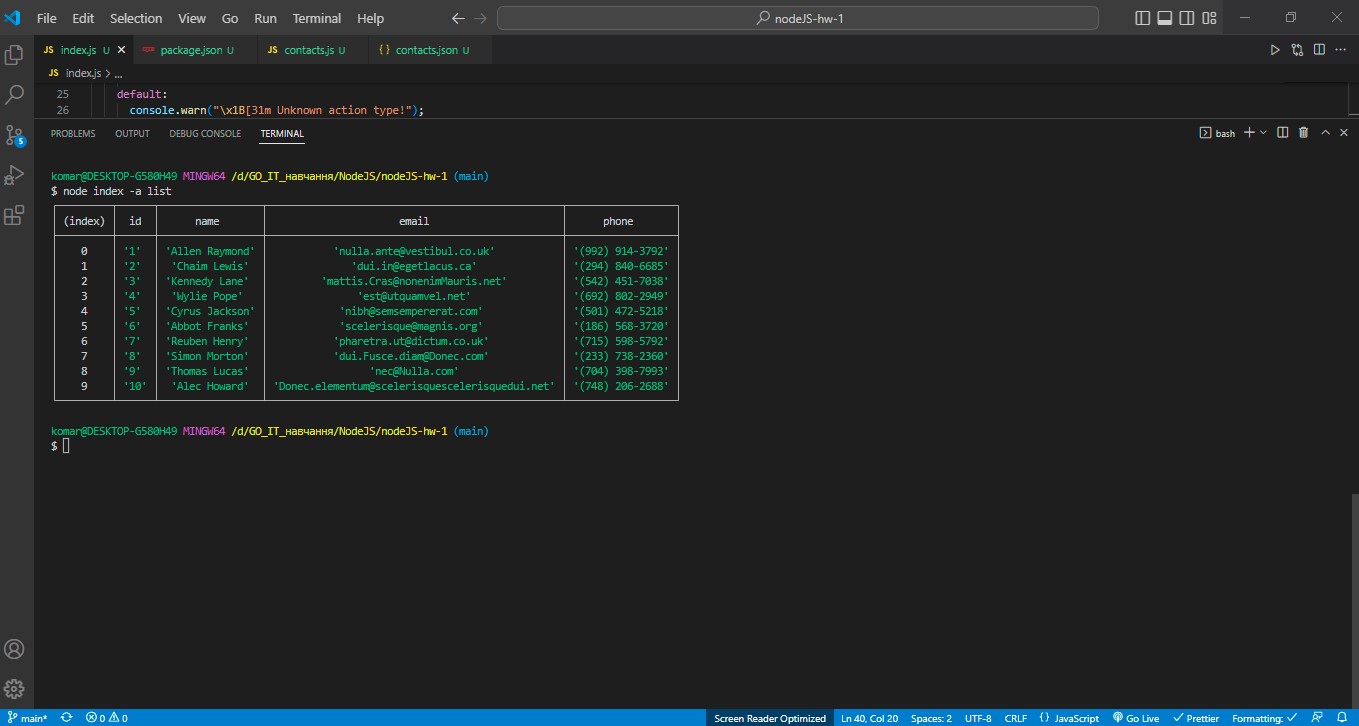 File Edit Selection View Go Run Terminal Help nodeJS-hw-1
JS index.js U package.json U JS contacts.js U {} contacts.json U
JS index.js > ...
25 default:
26 console.warn("\x1B[31m Unknown action type!");
PROBLEMS OUTPUT DEBUG CONSOLE TERMINAL bash
5
komar@DESKTOP-G580H49 MINGW64 /d/GO_IT_навчання/NodeJS/nodeJS-hw-1 (main)
$ node index -a list
(index) id name email phone
0 '1' 'Allen Raymond' 'nulla.ante@vestibul.co.uk' '(992) 914-3792'
1 '2' 'Chaim Lewis' 'dui.in@egetlacus.ca' '(294) 840-6685'
2 '3' 'Kennedy Lane' 'mattis.Cras@nonenimMauris.net' '(542) 451-7038'
3 '4' 'Wylie Pope' 'est@utquamvel.net' '(692) 802-2949'
4 '5' 'Cyrus Jackson' 'nibh@semsempererat.com' '(501) 472-5218'
5 '6' 'Abbot Franks' 'scelerisque@magnis.org' '(186) 568-3720'
6 '7' 'Reuben Henry' 'pharetra.ut@dictum.co.uk' '(715) 598-5792'
7 '8' 'Simon Morton' 'dui.Fusce.diam@Donec.com' '(233) 738-2360'
8 '9' 'Thomas Lucas' 'nec@Nulla.com' '(704) 398-7993'
9 '10' 'Alec Howard' 'Donec.elementum@scelerisquescelerisquedui.net' '(748) 206-2688'
komar@DESKTOP-G580H49 MINGW64 /d/GO_IT_навчання/NodeJS/nodeJS-hw-1 (main)
$
main* 0 0 Screen Reader Optimized Ln 40, Col 20 Spaces: 2 UTF-8 CRLF {} JavaScript Go Live Prettier Formatting: